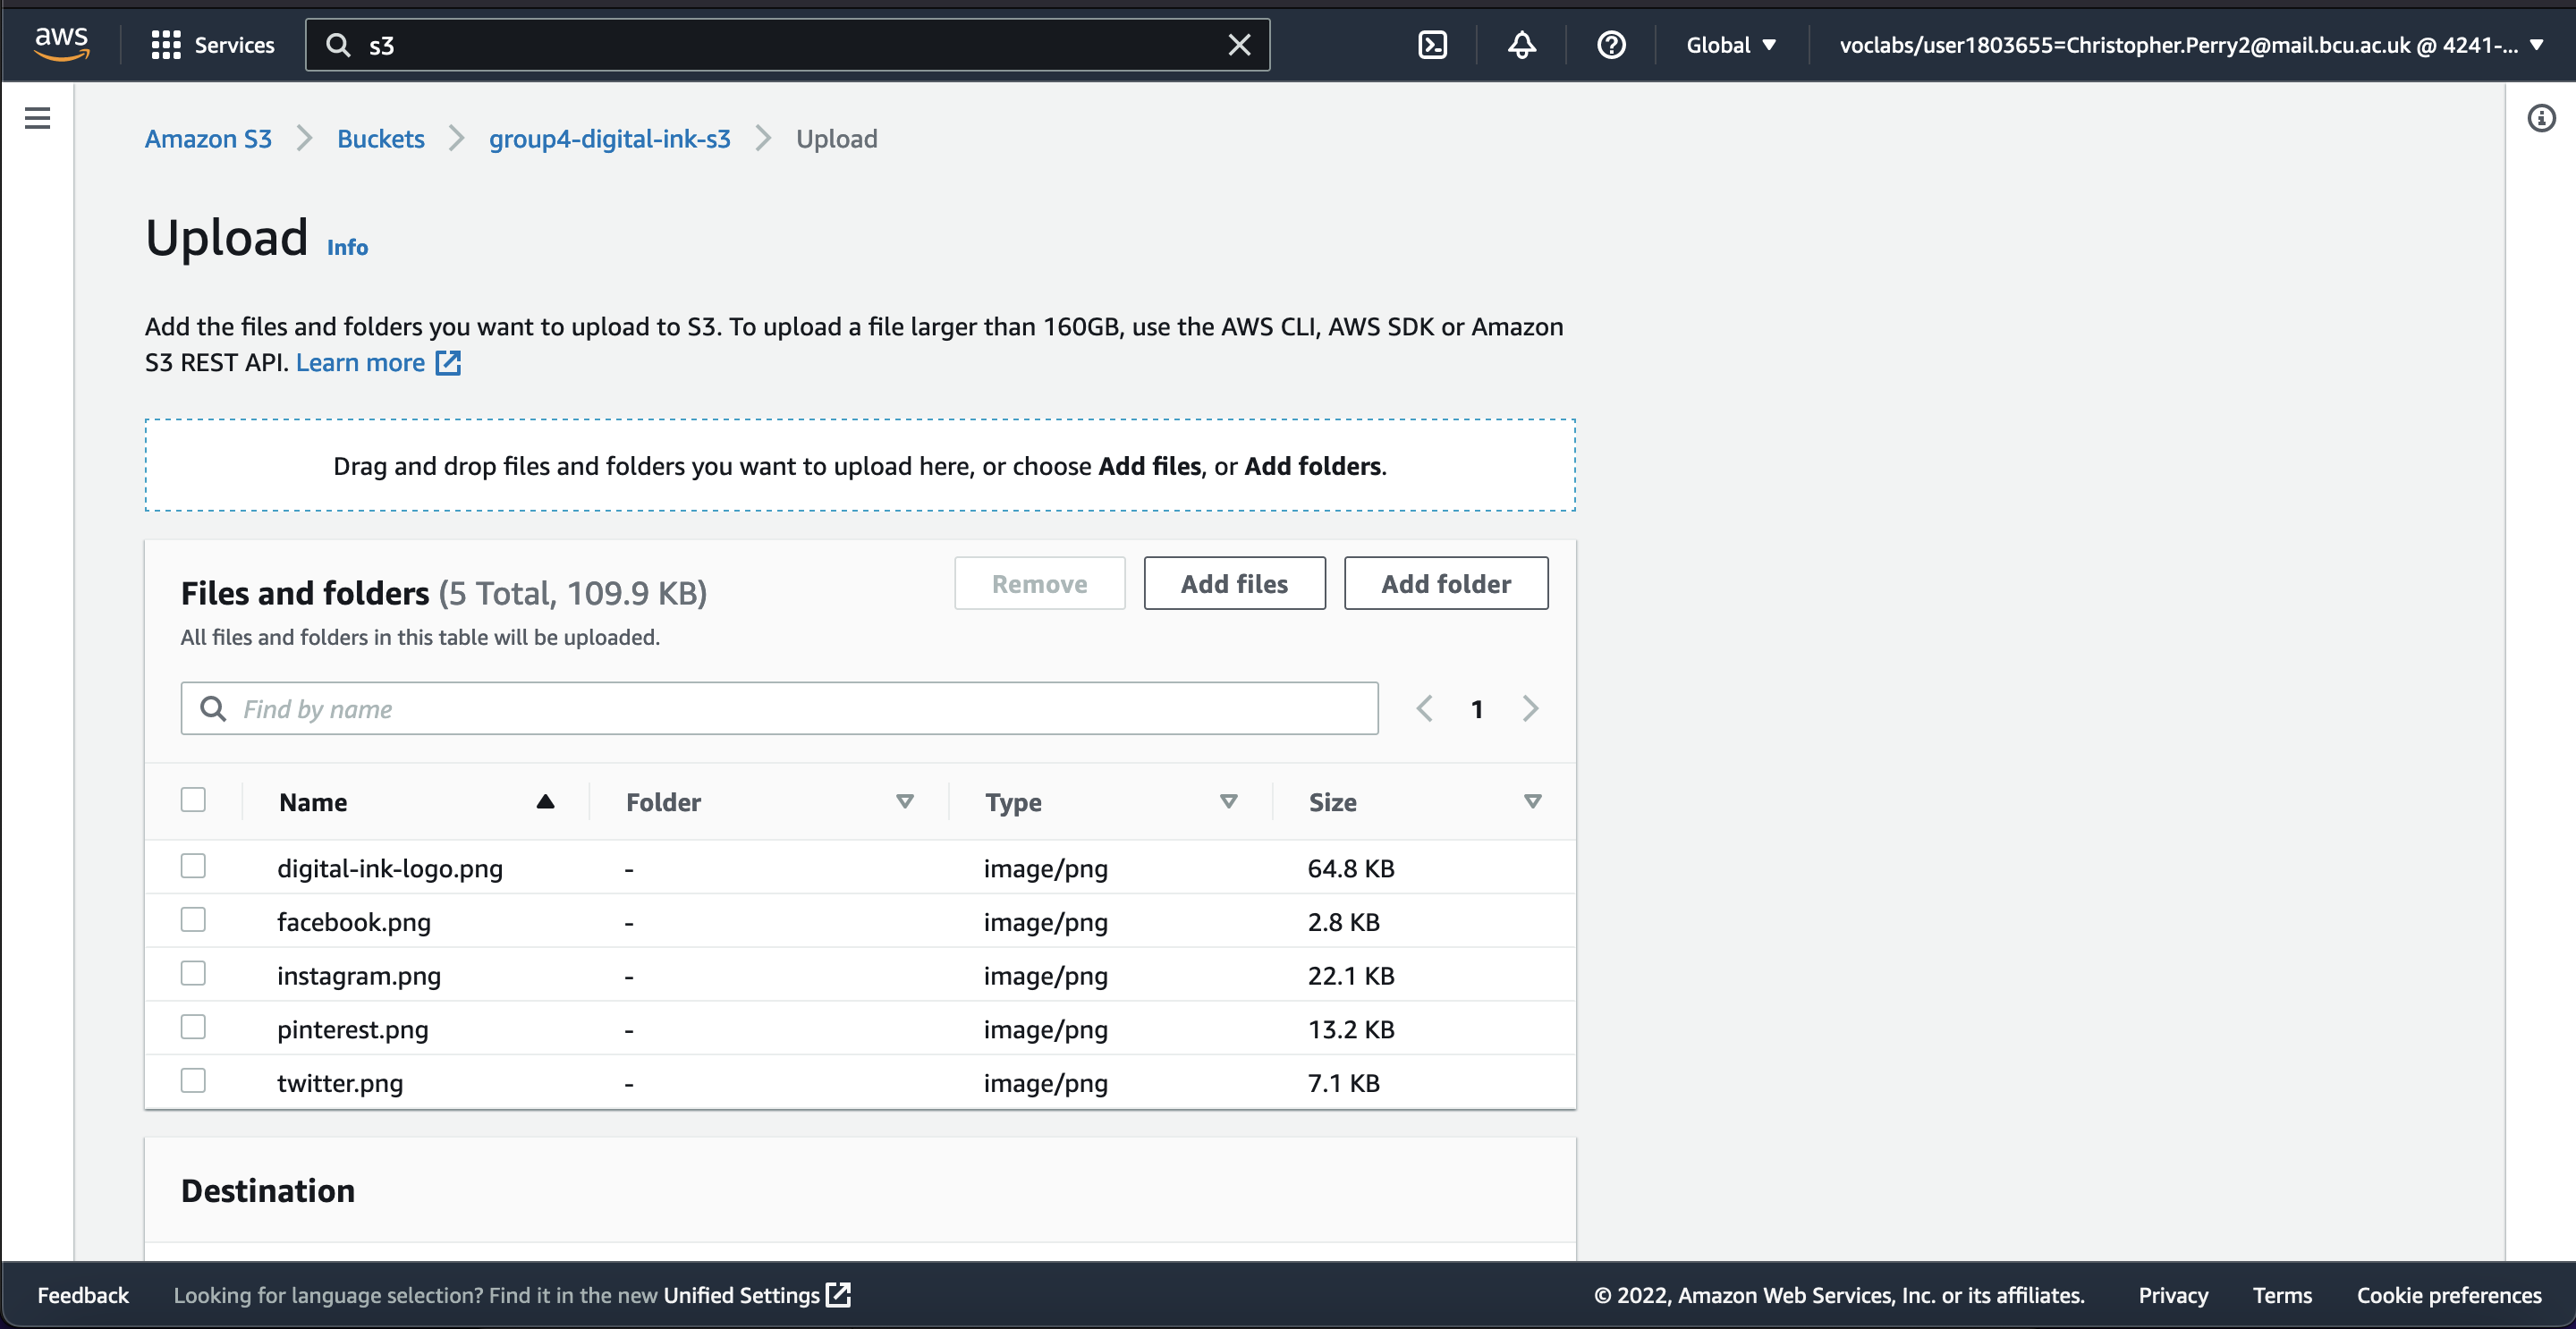 aws
Services
s3
Global
voclabs/user1803655=Christopher.Perry2@mail.bcu.ac.uk @ 4241-...
Amazon S3
Buckets
group4-digital-ink-s3
Upload
Upload
Info
Add the files and folders you want to upload to S3. To upload a file larger than 160GB, use the AWS CLI, AWS SDK or Amazon
S3 REST API. Learn more
Drag and drop files and folders you want to upload here, or choose Add files, or Add folders.
Files and folders (5 Total, 109.9 KB)
Remove
Add files
Add folder
All files and folders in this table will be uploaded.
Find by name
1
Name
Folder
Type
Size
digital-ink-logo.png - image/png 64.8 KB
facebook.png - image/png 2.8 KB
instagram.png - image/png 22.1 KB
pinterest.png - image/png 13.2 KB
twitter.png - image/png 7.1 KB
Destination
Feedback
Looking for language selection? Find it in the new Unified Settings
© 2022, Amazon Web Services, Inc. or its affiliates.
Privacy
Terms
Cookie preferences